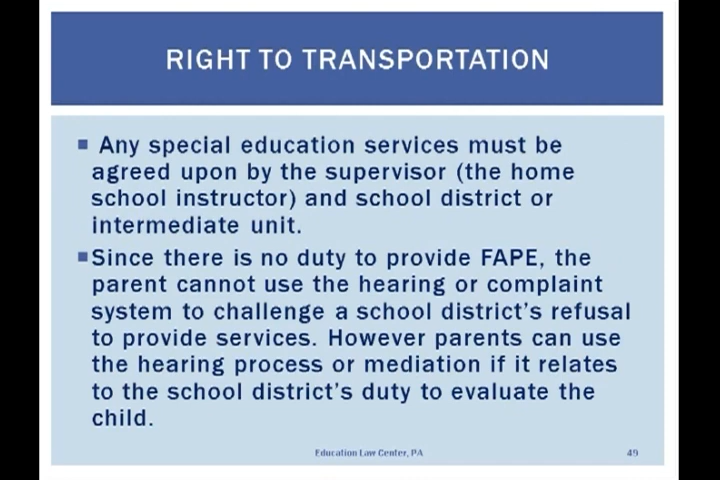 RIGHT TO TRANSPORTATION
■ Any special education services must be
agreed upon by the supervisor (the home
school instructor) and school district or
intermediate unit.
■ Since there is no duty to provide FAPE, the
parent cannot use the hearing or complaint
system to challenge a school district's refusal
to provide services. However parents can use
the hearing process or mediation if it relates
to the school district's duty to evaluate the
child.
Education Law Center, PA
49